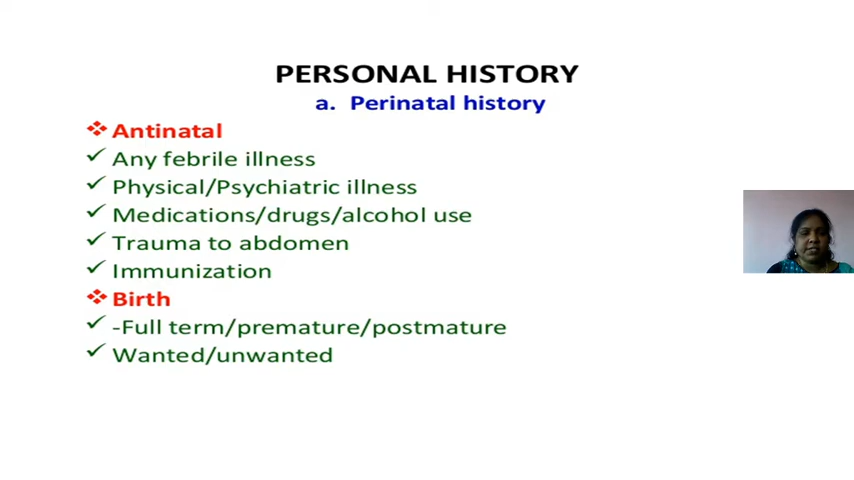 PERSONAL HISTORY
a. Perinatal history
Antinatal
Any febrile illness
Physical/Psychiatric illness
Medications/drugs/alcohol use
Trauma to abdomen
Immunization
Birth
-Full term/premature/postmature
Wanted/unwanted